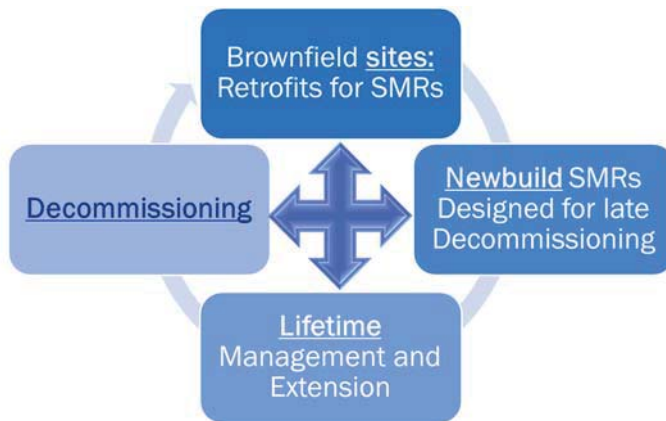 Brownfield sites:
Retrofits for SMRs
Decommissioning
Newbuild SMRs
Designed for late
Decommissioning
Lifetime
Management and
Extension